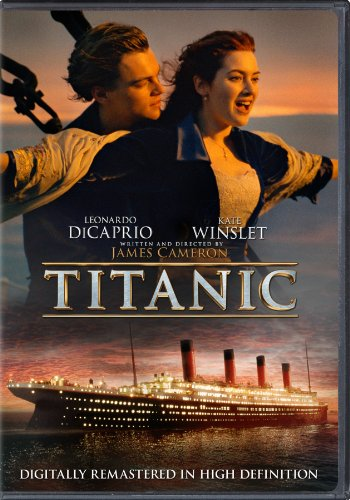 LEONARDO
DiCAPRIO
KATE
WINSLET
WRITTEN AND DIRECTED BY
JAMES CAMERON
TITANIC
DIGITALLY REMASTERED IN HIGH DEFINITION